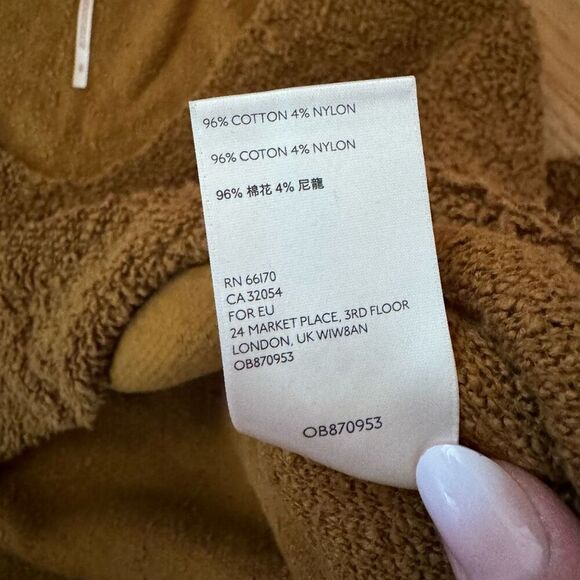 96% COTTON 4% NYLON
96% COTON 4% NYLON
96% 棉花 4% 尼龍
RN 66170
CA 32054
FOR EU
24 MARKET PLACE, 3RD FLOOR
LONDON, UK W1W8AN
OB870953
OB870953